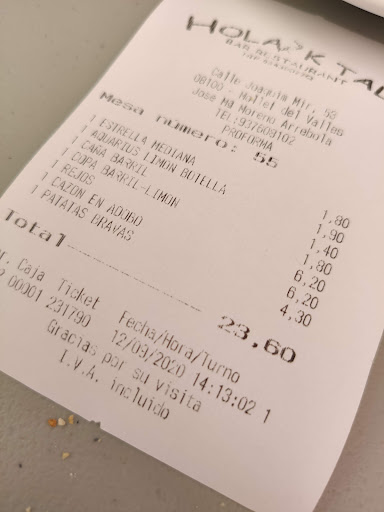 HOLA K TAL
BAR RESTAURANT
Calle Joaquim Mir, 53
08100 - Mollet del Valles
Jose Ma Moreno Arrebola
TEL:937609102
PROFORMA
Mesa número: 55
1 ESTRELLA MEDIANA 1,80
1 AQUARIUS LIMON BOTELLA 1,90
1 CAÑA BARRIL 1,40
1 COPA BARRIL-LIMON 1,80
1 REJOS 6,20
1 CAZON EN ADOBO 6,20
1 PATATAS BRAVAS 4,30
Total 23,60
r. Caja Ticket Fecha/Hora/Turno
2 00001 231790 12/09/2020 14:13:02 1
Gracias por su visita
I.V.A. incluido